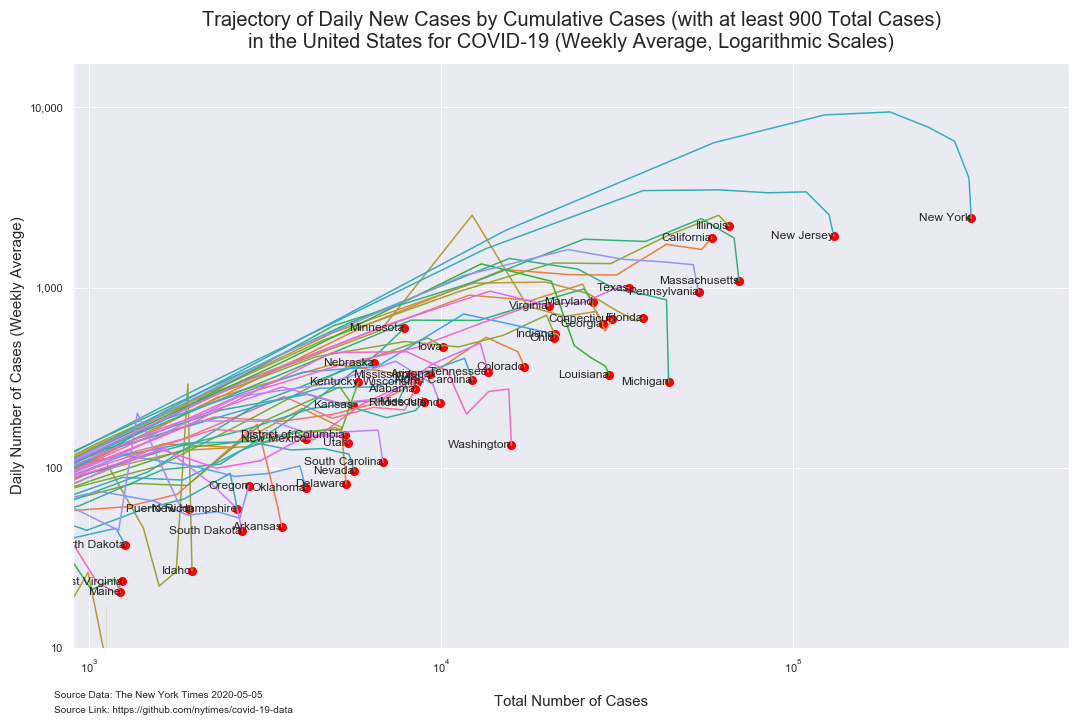 Trajectory of Daily New Cases by Cumulative Cases (with at least 900 Total Cases)
in the United States for COVID-19 (Weekly Average, Logarithmic Scales)
Daily Number of Cases (Weekly Average)
10,000
1,000
100
10
New York
New Jersey
Illinois
California
Massachusetts
Pennsylvania
Texas
Maryland
Virginia
Connecticut
Florida
Georgia
Minnesota
Indiana
Ohio
Iowa
Nebraska
Colorado
Tennessee
Mississippi
Arizona
Carolina
Kentucky
Wisconsin
Louisiana
Michigan
Alabama
Kansas
Rhode Island
Missouri
District of Columbia
New Mexico
Utah
Washington
South Carolina
Nevada
Oregon
Oklahoma
Delaware
Puerto Rico
New Hampshire
Arkansas
South Dakota
th Dakota
Idaho
st Virginia
Maine
10³
10⁴
10⁵
Total Number of Cases
Source Data: The New York Times 2020-05-05
Source Link: https://github.com/nytimes/covid-19-data